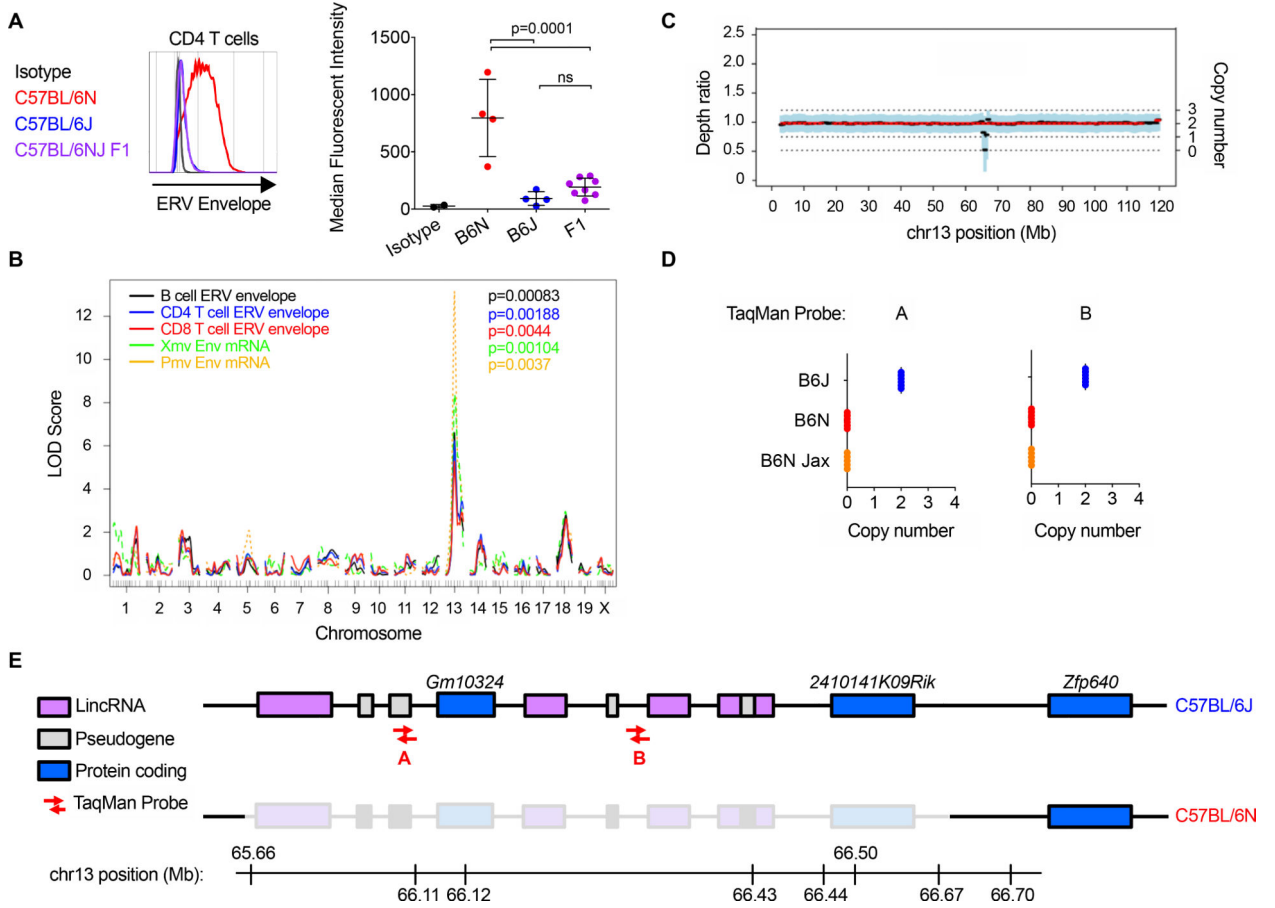 A
CD4 T cells
Isotype
C57BL/6N
C57BL/6J
C57BL/6NJ F1
ERV Envelope
Median Fluorescent Intensity
1500
1000
500
0
p=0.0001
ns
Isotype
B6N
B6J
F1
C
Depth ratio
2.5
2.0
1.5
1.0
0.5
0
3
2
1
0
Copy number
0 10 20 30 40 50 60 70 80 90 100 110 120
chr13 position (Mb)
B
B cell ERV envelope p=0.00083
CD4 T cell ERV envelope p=0.00188
CD8 T cell ERV envelope p=0.0044
Xmv Env mRNA p=0.00104
Pmv Env mRNA p=0.0037
LOD Score
12
10
8
6
4
2
0
1 2 3 4 5 6 7 8 9 10 11 12 13 14 15 16 17 18 19 X
Chromosome
D
TaqMan Probe: A B
B6J
B6N
B6N Jax
0 1 2 3 4
Copy number
0 1 2 3 4
Copy number
E
LincRNA
Pseudogene
Protein coding
TaqMan Probe
Gm10324
2410141K09Rik
Zfp640
C57BL/6J
A
B
C57BL/6N
chr13 position (Mb):
65.66
66.50
66.11 66.12 66.43 66.44 66.67 66.70